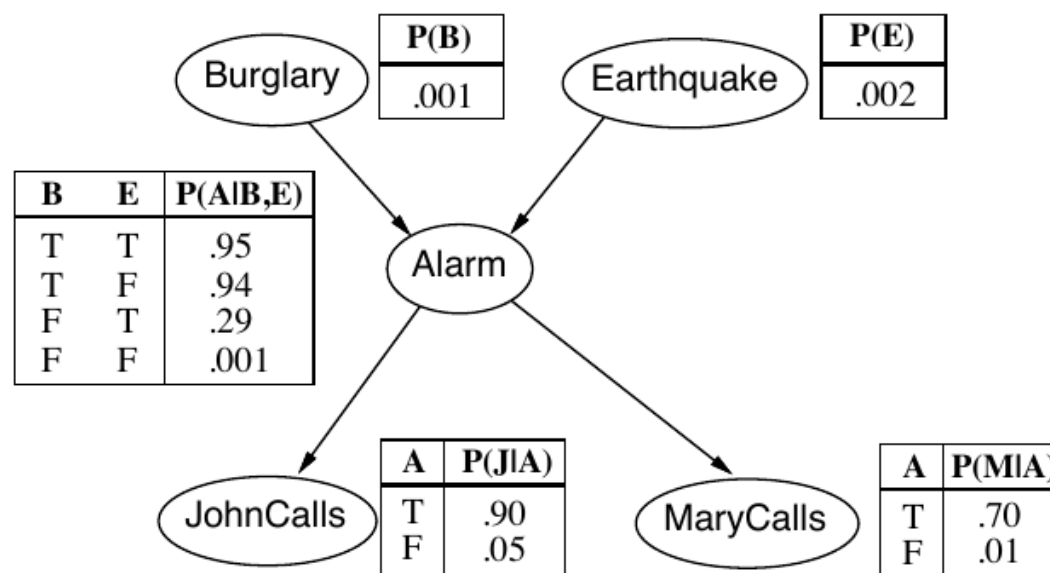 Burglary
P(B)
.001
Earthquake
P(E)
.002
B E P(A|B,E)
T T .95
T F .94
F T .29
F F .001
Alarm
JohnCalls
A P(J|A)
T .90
F .05
MaryCalls
A P(M|A)
T .70
F .01